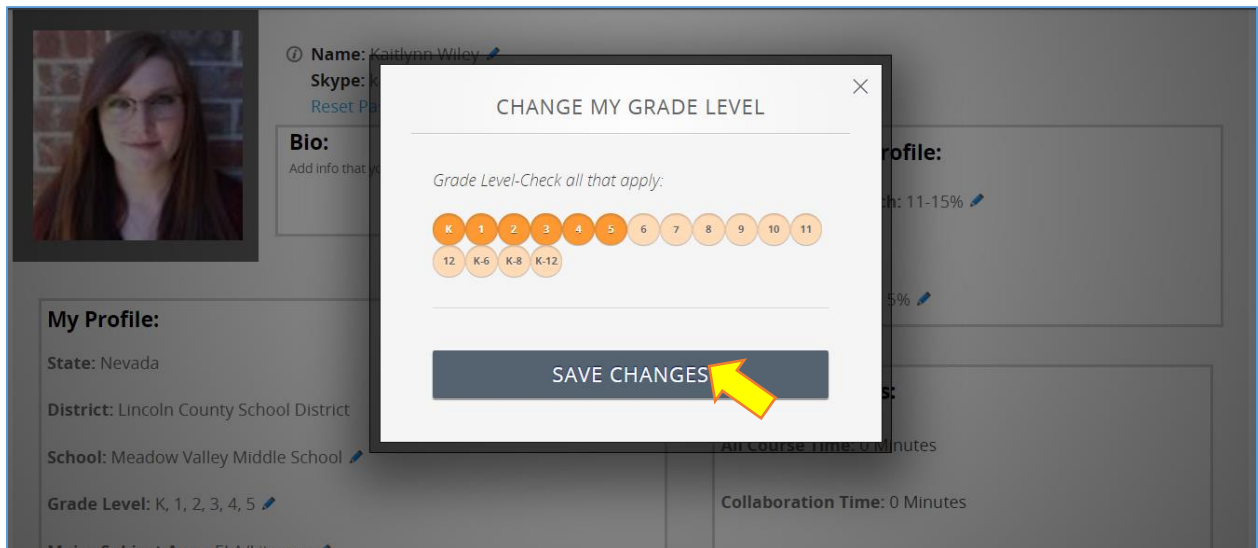 Name: Kaitlynn Wiley
Skype:
Reset
Bio:
Add info that
CHANGE MY GRADE LEVEL
Grade Level-Check all that apply:
K 1 2 3 4 5 6 7 8 9 10 11
12 K-6 K-8 K-12
SAVE CHANGES
11-15%
My Profile:
State: Nevada
District: Lincoln County School District
School: Meadow Valley Middle School
Grade Level: K, 1, 2, 3, 4, 5
All Course Time: 0 Minutes
Collaboration Time: 0 Minutes